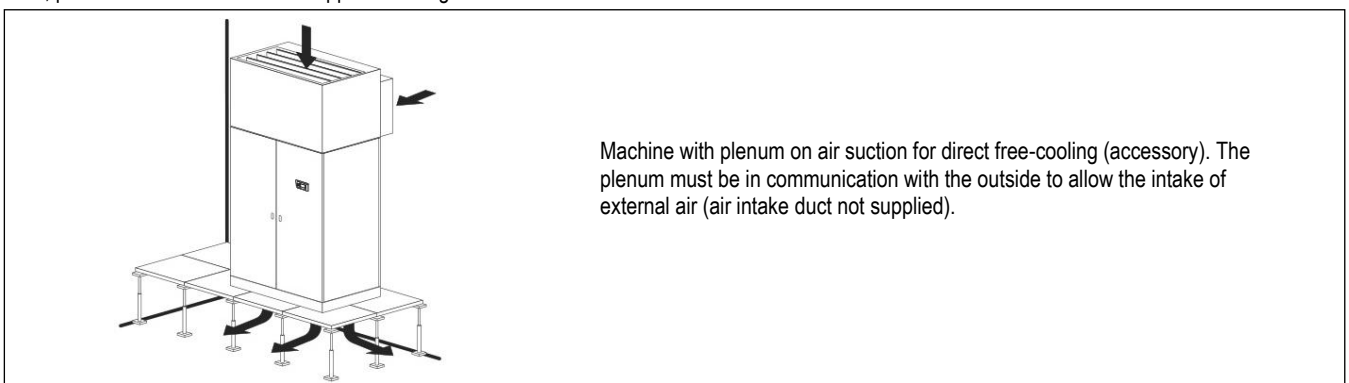 Machine with plenum on air suction for direct free-cooling (accessory). The
plenum must be in communication with the outside to allow the intake of
external air (air intake duct not supplied).